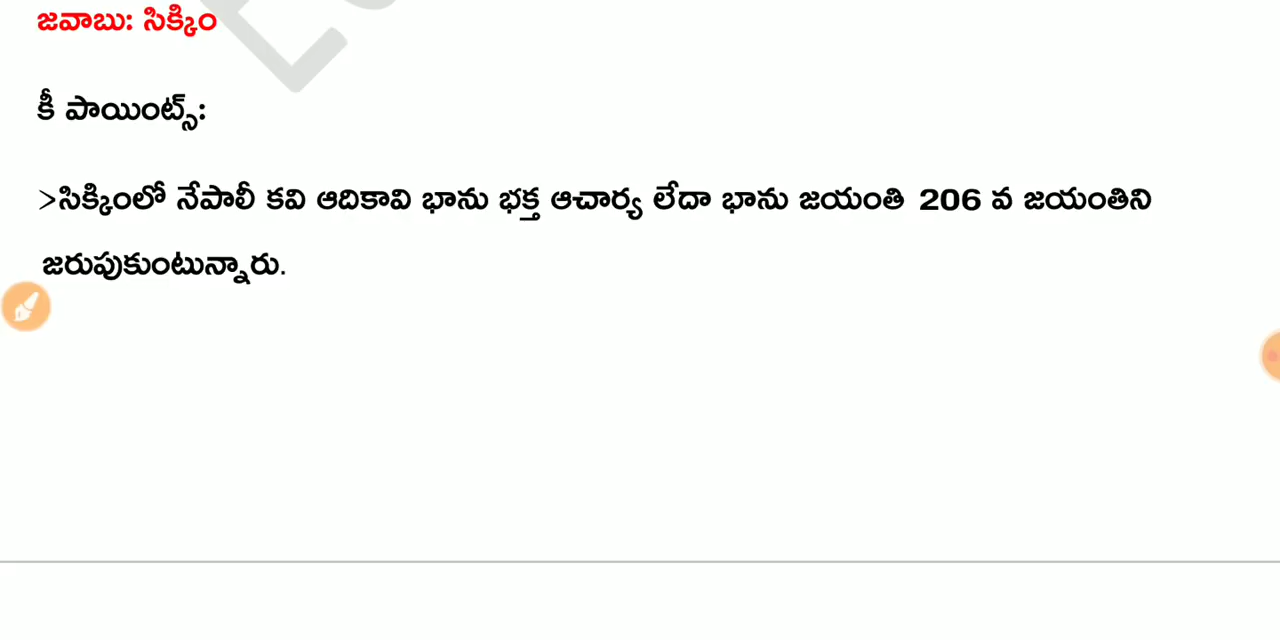 జవాబు: సిక్కిం
కీ పాయింట్స్:
>సిక్కింలో నేపాలీ కవి ఆదికావి భాను భక్త ఆచార్య లేదా భాను జయంతి 206 వ జయంతిని
జరుపుకుంటున్నారు.